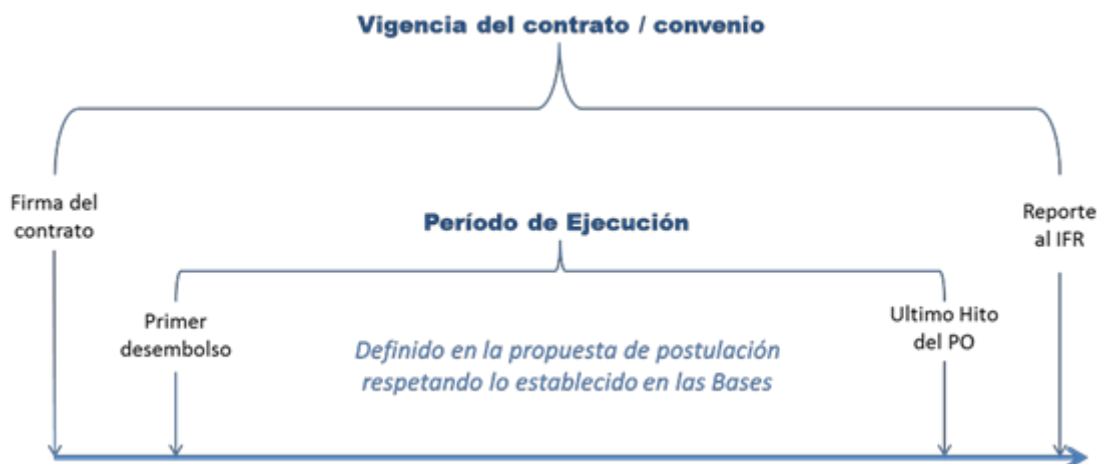 Vigencia del contrato / convenio
Firma del
contrato
Período de Ejecución
Reporte
al IFR
Primer
desembolso
Ultimo Hito
del PO
Definido en la propuesta de postulación
respetando lo establecido en las Bases